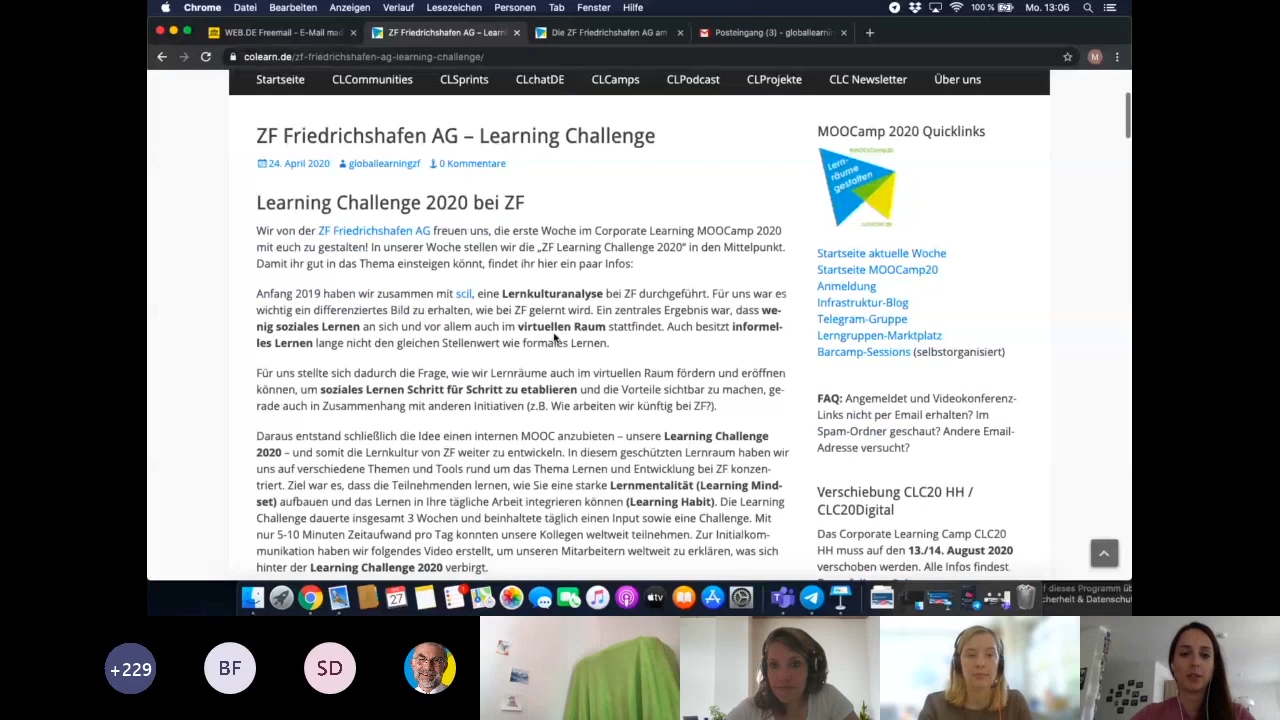 Chrome Datei Bearbeiten Anzeigen Verlauf Lesezeichen Personen Tab Fenster Hilfe 100 % Mo. 13:06
WEB.DE Freemail - E-Mail mad ZF Friedrichshafen AG – Learni Die ZF Friedrichshafen AG am Posteingang (3) - globallearnin
colearn.de/zf-friedrichshafen-ag-learning-challenge/ M
Startseite CLCommunities CLSprints CLchatDE CLCamps CLPodcast CLProjekte CLC Newsletter Über uns
ZF Friedrichshafen AG – Learning Challenge
24. April 2020 globallearningzf 0 Kommentare
Learning Challenge 2020 bei ZF
Wir von der ZF Friedrichshafen AG freuen uns, die erste Woche im Corporate Learning MOOCamp 2020
mit euch zu gestalten! In unserer Woche stellen wir die „ZF Learning Challenge 2020“ in den Mittelpunkt.
Damit ihr gut in das Thema einsteigen könnt, findet ihr hier ein paar Infos:
Anfang 2019 haben wir zusammen mit scil, eine Lernkulturanalyse bei ZF durchgeführt. Für uns war es
wichtig ein differenziertes Bild zu erhalten, wie bei ZF gelernt wird. Ein zentrales Ergebnis war, dass we-
nig soziales Lernen an sich und vor allem auch im virtuellen Raum stattfindet. Auch besitzt informel-
les Lernen lange nicht den gleichen Stellenwert wie formales Lernen.
Für uns stellte sich dadurch die Frage, wie wir Lernräume auch im virtuellen Raum fördern und eröffnen
können, um soziales Lernen Schritt für Schritt zu etablieren und die Vorteile sichtbar zu machen, ge-
rade auch in Zusammenhang mit anderen Initiativen (z.B. Wie arbeiten wir künftig bei ZF?).
Daraus entstand schließlich die Idee einen internen MOOC anzubieten – unsere Learning Challenge
2020 – und somit die Lernkultur von ZF weiter zu entwickeln. In diesem geschützten Lernraum haben wir
uns auf verschiedene Themen und Tools rund um das Thema Lernen und Entwicklung bei ZF konzen-
triert. Ziel war es, dass die Teilnehmenden lernen, wie Sie eine starke Lernmentalität (Learning Mind-
set) aufbauen und das Lernen in Ihre tägliche Arbeit integrieren können (Learning Habit). Die Learning
Challenge dauerte insgesamt 3 Wochen und beinhaltete täglich einen Input sowie eine Challenge. Mit
nur 5-10 Minuten Zeitaufwand pro Tag konnten unsere Kollegen weltweit teilnehmen. Zur Initialkom-
munikation haben wir folgendes Video erstellt, um unseren Mitarbeitern weltweit zu erklären, was sich
hinter der Learning Challenge 2020 verbirgt.
MOOCamp 2020 Quicklinks
Lern-
räume
gestalten
Startseite aktuelle Woche
Startseite MOOCamp20
Anmeldung
Infrastruktur-Blog
Telegram-Gruppe
Lerngruppen-Marktplatz
Barcamp-Sessions (selbstorganisiert)
FAQ: Angemeldet und Videokonferenz-
Links nicht per Email erhalten? Im
Spam-Ordner geschaut? Andere Email-
Adresse versucht?
Verschiebung CLC20 HH /
CLC20Digital
Das Corporate Learning Camp CLC20
HH muss auf den 13./14. August 2020
verschoben werden. Alle Infos findest
27 tv
f dieses Programm üb
cherheit & Datenschu
+229 BF SD